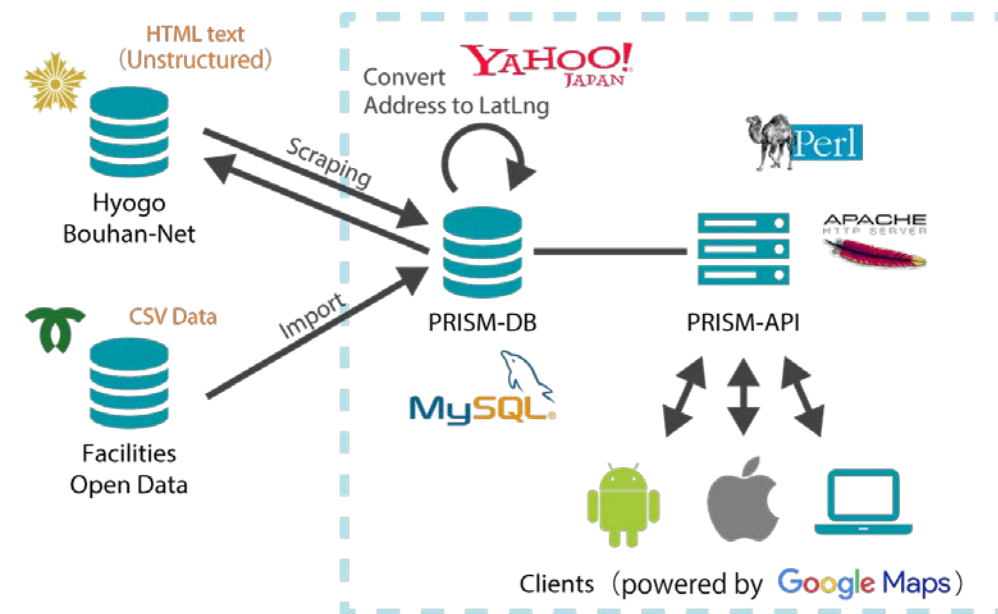 HTML text
（Unstructured）
Hyogo
Bouhan-Net
CSV Data
Facilities
Open Data
Scraping
Import
Convert
Address to LatLng
YAHOO!
JAPAN
PRISM-DB
MySQL®
Perl
APACHE
HTTP SERVER
PRISM-API
Clients（powered by Google Maps）